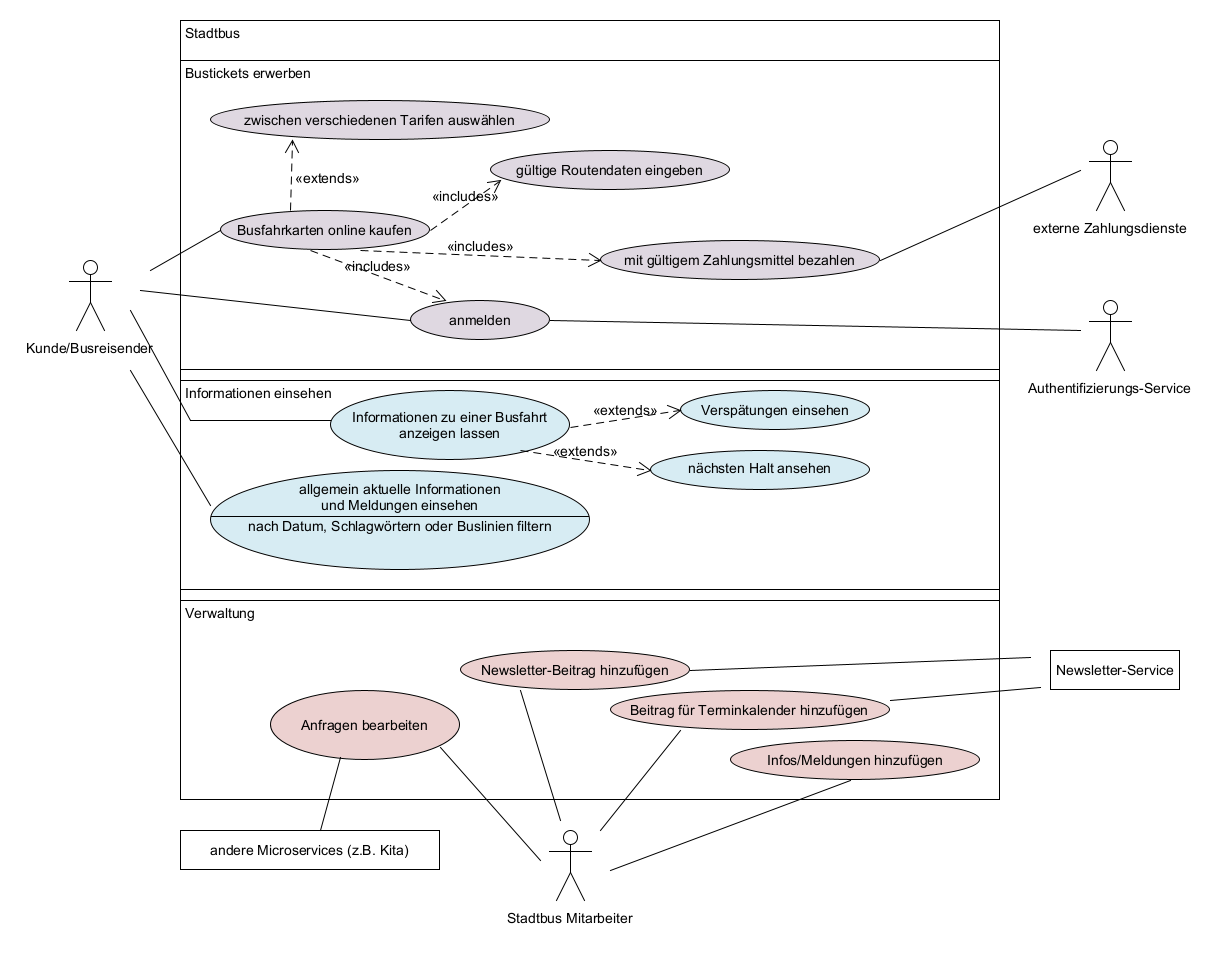 Stadtbus
Bustickets erwerben
zwischen verschiedenen Tarifen auswählen
«extends»
gültige Routendaten eingeben
«includes»
Busfahrkarten online kaufen
«includes»
mit gültigem Zahlungsmittel bezahlen
«includes»
anmelden
externe Zahlungsdienste
Kunde/Busreisender
Authentifizierungs-Service
Informationen einsehen
Informationen zu einer Busfahrt
anzeigen lassen
«extends»
Verspätungen einsehen
«extends»
nächsten Halt ansehen
allgemein aktuelle Informationen
und Meldungen einsehen
nach Datum, Schlagwörtern oder Buslinien filtern
Verwaltung
Newsletter-Beitrag hinzufügen
Newsletter-Service
Beitrag für Terminkalender hinzufügen
Anfragen bearbeiten
Infos/Meldungen hinzufügen
andere Microservices (z.B. Kita)
Stadtbus Mitarbeiter